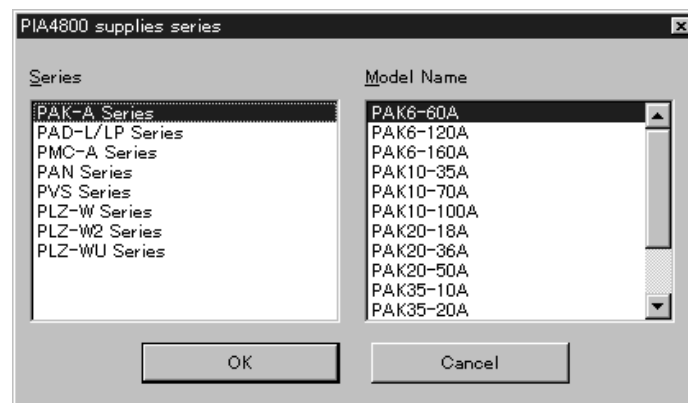 PIA4800 supplies series
Series
PAK-A Series
PAD-L/LP Series
PMC-A Series
PAN Series
PVS Series
PLZ-W Series
PLZ-W2 Series
PLZ-WU Series
Model Name
PAK6-60A
PAK6-120A
PAK6-160A
PAK10-35A
PAK10-70A
PAK10-100A
PAK20-18A
PAK20-36A
PAK20-50A
PAK35-10A
PAK35-20A
OK
Cancel